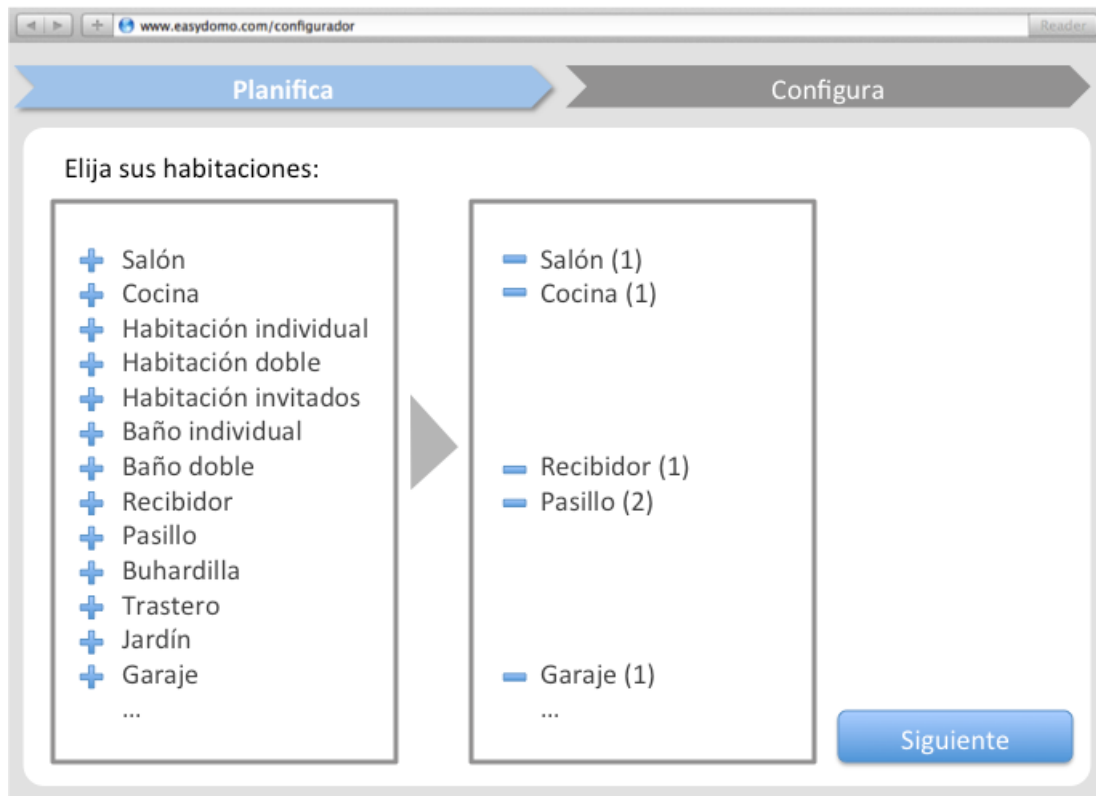 www.easydomo.com/configurador
Reader
Planifica
Configura
Elija sus habitaciones:
Salón
Cocina
Habitación individual
Habitación doble
Habitación invitados
Baño individual
Baño doble
Recibidor
Pasillo
Buhardilla
Trastero
Jardín
Garaje
...
Salón (1)
Cocina (1)
Recibidor (1)
Pasillo (2)
Garaje (1)
...
Siguiente